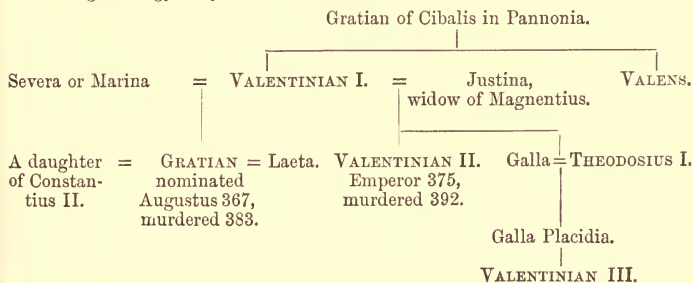 Gratian of Cibalis in Pannonia.
Severa or Marina = VALENTINIAN I. = Justina, VALENS.
widow of Magnentius.
A daughter = GRATIAN = Laeta. VALENTINIAN II. Galla = THEODOSIUS I.
of Constan- nominated Emperor 375,
tius II. Augustus 367, murdered 392.
murdered 383.
Galla Placidia.
VALENTINIAN III.